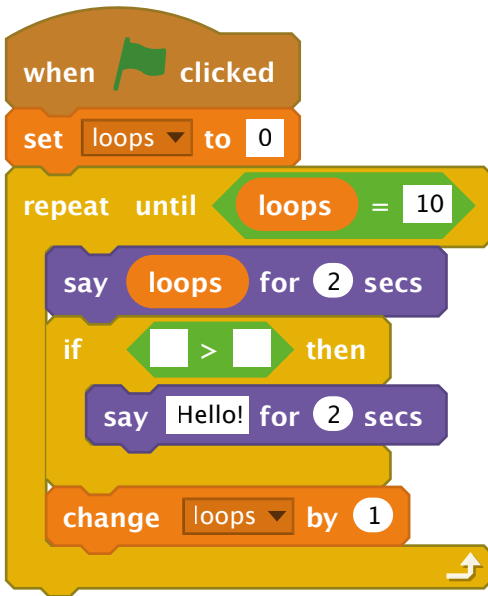 when clicked
set loops to 0
repeat until loops = 10
say loops for 2 secs
if > then
say Hello! for 2 secs
change loops by 1